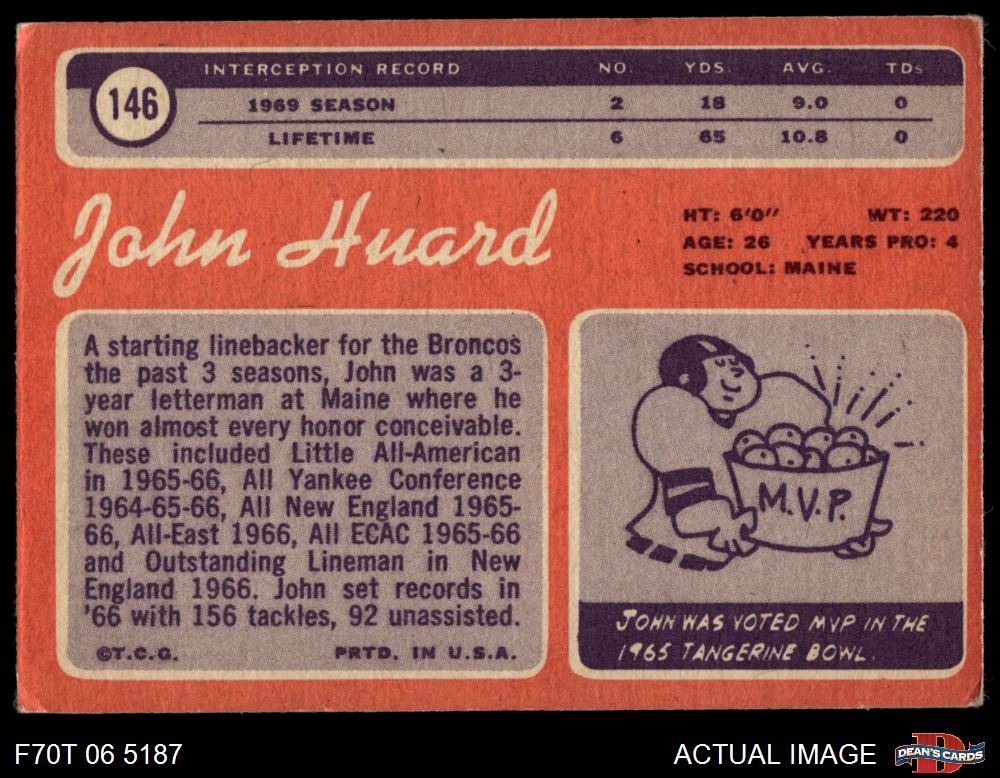 146
INTERCEPTION RECORD NO. YDS. AVG. TDs
1969 SEASON 2 18 9.0 0
LIFETIME 6 65 10.8 0
John Huard
HT: 6'0" WT: 220
AGE: 26 YEARS PRO: 4
SCHOOL: MAINE
A starting linebacker for the Broncos
the past 3 seasons, John was a 3-
year letterman at Maine where he
won almost every honor conceivable.
These included Little All-American
in 1965-66, All Yankee Conference
1964-65-66, All New England 1965-
66, All-East 1966, All ECAC 1965-66
and Outstanding Lineman in New
England 1966. John set records in
'66 with 156 tackles, 92 unassisted.
©T.C.G. PRTD. IN U.S.A.
M.V.P.
JOHN WAS VOTED MVP IN THE
1965 TANGERINE BOWL.
F70T 06 5187
ACTUAL IMAGE
D
DEAN'S CARDS